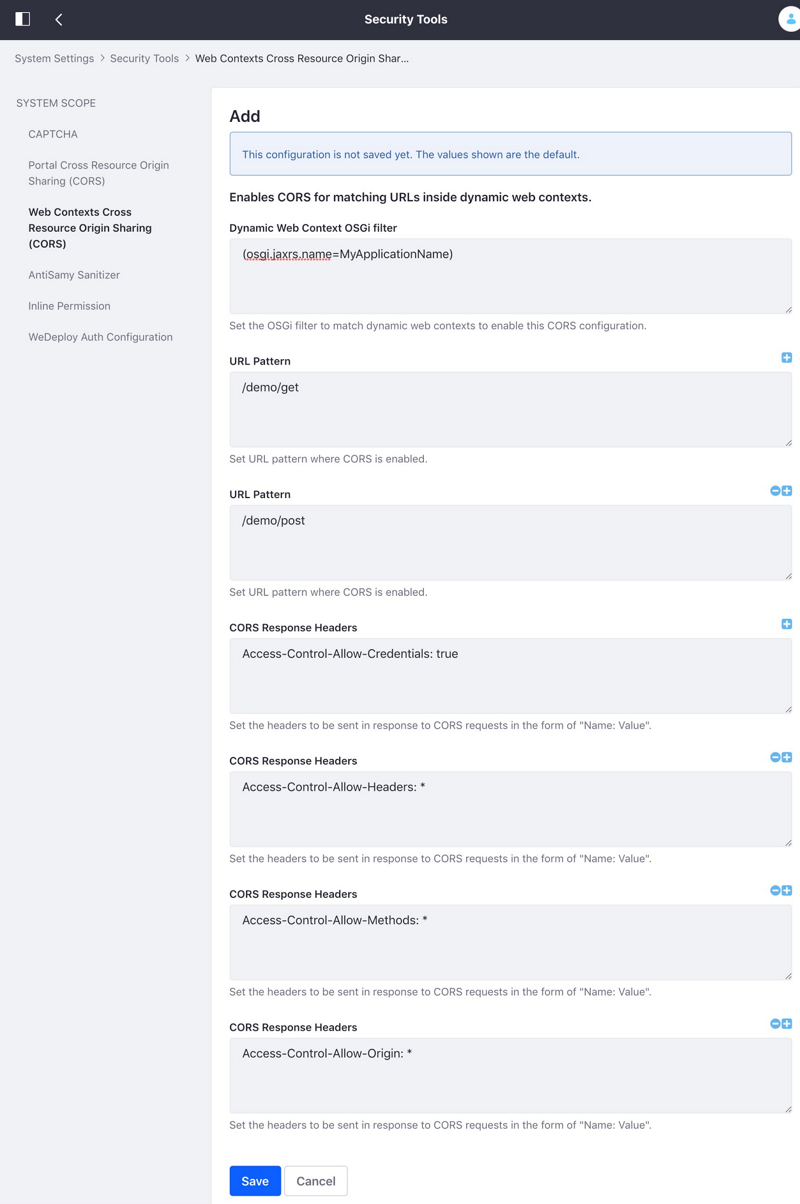 Security Tools
System Settings > Security Tools > Web Contexts Cross Resource Origin Shar...
SYSTEM SCOPE
CAPTCHA
Portal Cross Resource Origin
Sharing (CORS)
Web Contexts Cross
Resource Origin Sharing
(CORS)
AntiSamy Sanitizer
Inline Permission
WeDeploy Auth Configuration
Add
This configuration is not saved yet. The values shown are the default.
Enables CORS for matching URLs inside dynamic web contexts.
Dynamic Web Context OSGi filter
(osgi.jaxrs.name=MyApplicationName)
Set the OSGi filter to match dynamic web contexts to enable this CORS configuration.
URL Pattern
/demo/get
Set URL pattern where CORS is enabled.
URL Pattern
/demo/post
Set URL pattern where CORS is enabled.
CORS Response Headers
Access-Control-Allow-Credentials: true
Set the headers to be sent in response to CORS requests in the form of "Name: Value".
CORS Response Headers
Access-Control-Allow-Headers: *
Set the headers to be sent in response to CORS requests in the form of "Name: Value".
CORS Response Headers
Access-Control-Allow-Methods: *
Set the headers to be sent in response to CORS requests in the form of "Name: Value".
CORS Response Headers
Access-Control-Allow-Origin: *
Set the headers to be sent in response to CORS requests in the form of "Name: Value".
Save Cancel